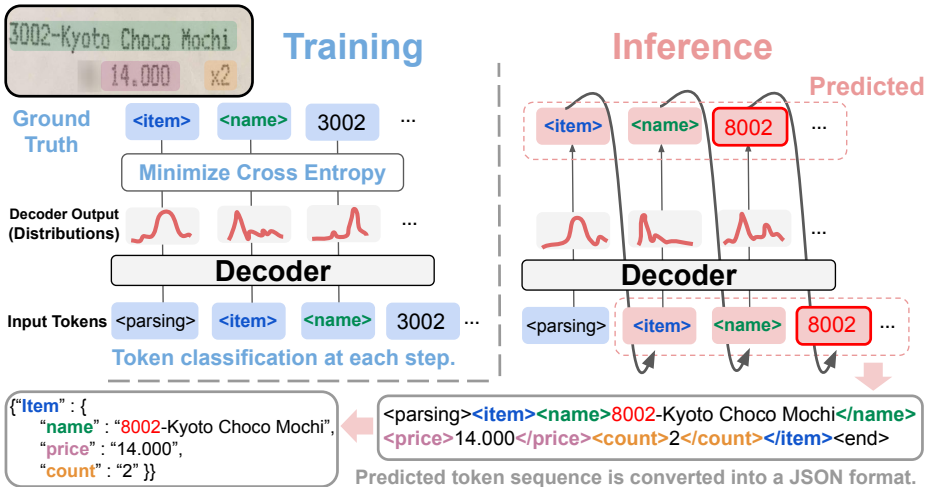 3002-Kyoto Choco Mochi
14.000 x2
Training
Ground Truth
<item> <name> 3002 ...
Minimize Cross Entropy
Decoder Output (Distributions)
...
Decoder
Input Tokens
<parsing> <item> <name> 3002 ...
Token classification at each step.
Inference
Predicted
<item> <name> 8002 ...
...
Decoder
<parsing> <item> <name> 8002 ...
<parsing><item><name>8002-Kyoto Choco Mochi</name>
<price>14.000</price><count>2</count></item><end>
{“Item” : {
“name” : “8002-Kyoto Choco Mochi”,
“price” : “14.000”,
“count” : “2” }}
Predicted token sequence is converted into a JSON format.